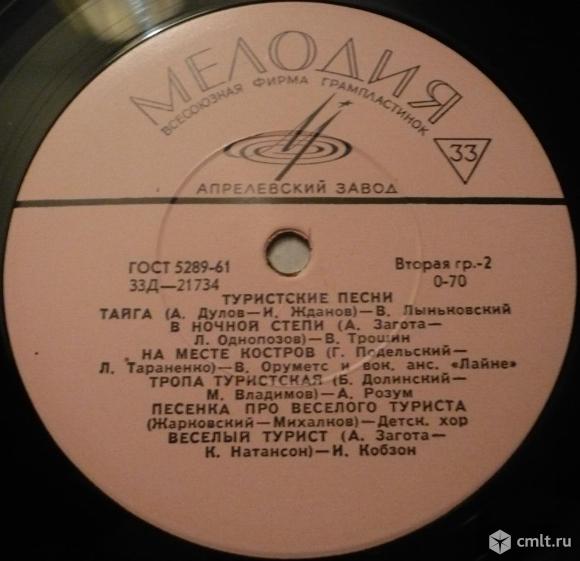 МЕЛОДИЯ
ВСЕСОЮЗНАЯ ФИРМА ГРАМПЛАСТИНОК
33
АПРЕЛЕВСКИЙ ЗАВОД
ГОСТ 5289-61 Вторая гр.-2
33Д—21734 0-70
ТУРИСТСКИЕ ПЕСНИ
ТАЙГА (А. Дулов—И. Жданов)—В. Лыньковский
В НОЧНОЙ СТЕПИ (А. Загота—
Л. Однопозов)—В. Трошин
НА МЕСТЕ КОСТРОВ (Г. Подельский—
Л. Тараненко)—В. Оруметс и вок. анс. «Лайне»
ТРОПА ТУРИСТСКАЯ (Б. Долинский—
М. Владимов)—А. Розум
ПЕСЕНКА ПРО ВЕСЕЛОГО ТУРИСТА
(Жарковский—Михалков)—Детск. хор
ВЕСЕЛЫЙ ТУРИСТ (А. Загота—
К. Натансон)—И. Кобзон
cmlt.ru